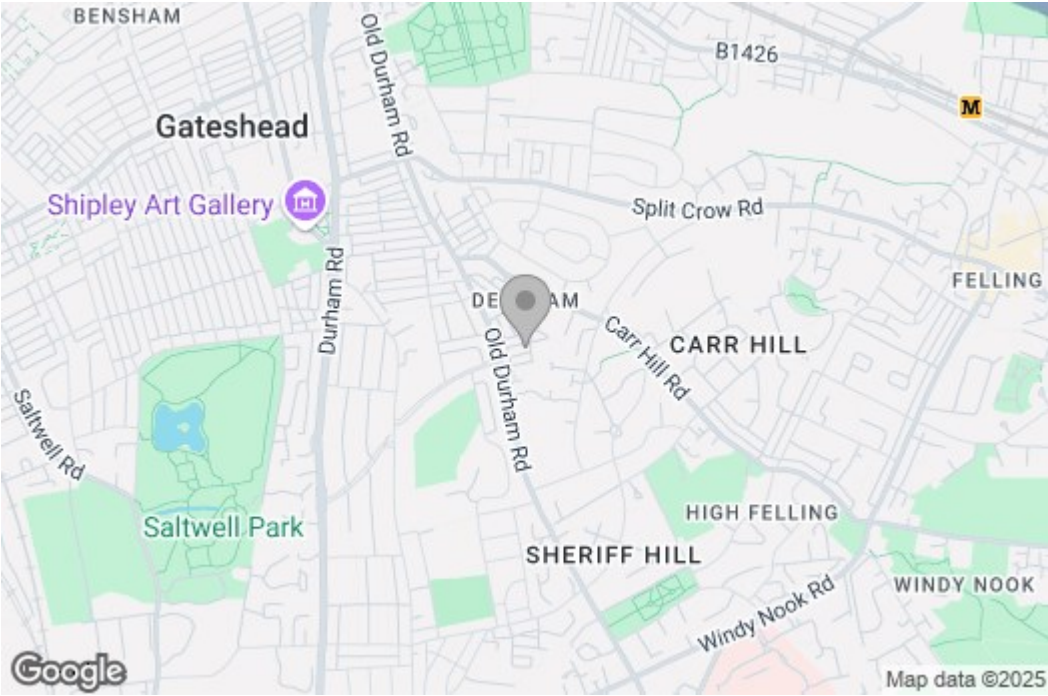 BENSHAM
Old Durham Rd
B1426
M
Gateshead
Shipley Art Gallery
Split Crow Rd
Durham Rd
FELLING
Old Durham Rd
Carr Hill Rd
CARR HILL
Saltwell Rd
Saltwell Park
HIGH FELLING
SHERIFF HILL
WINDY NOOK
Windy Nook Rd
Google
Map data ©2025